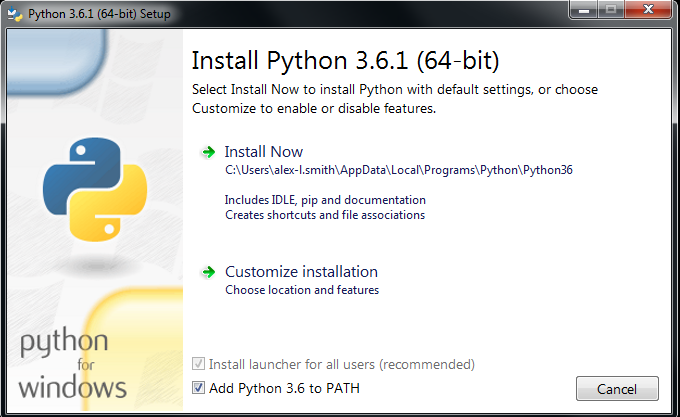 Python 3.6.1 (64-bit) Setup
Install Python 3.6.1 (64-bit)
Select Install Now to install Python with default settings, or choose
Customize to enable or disable features.
Install Now
C:\Users\alex-l.smith\AppData\Local\Programs\Python\Python36
Includes IDLE, pip and documentation
Creates shortcuts and file associations
Customize installation
Choose location and features
python
for
windows
Install launcher for all users (recommended)
Add Python 3.6 to PATH
Cancel